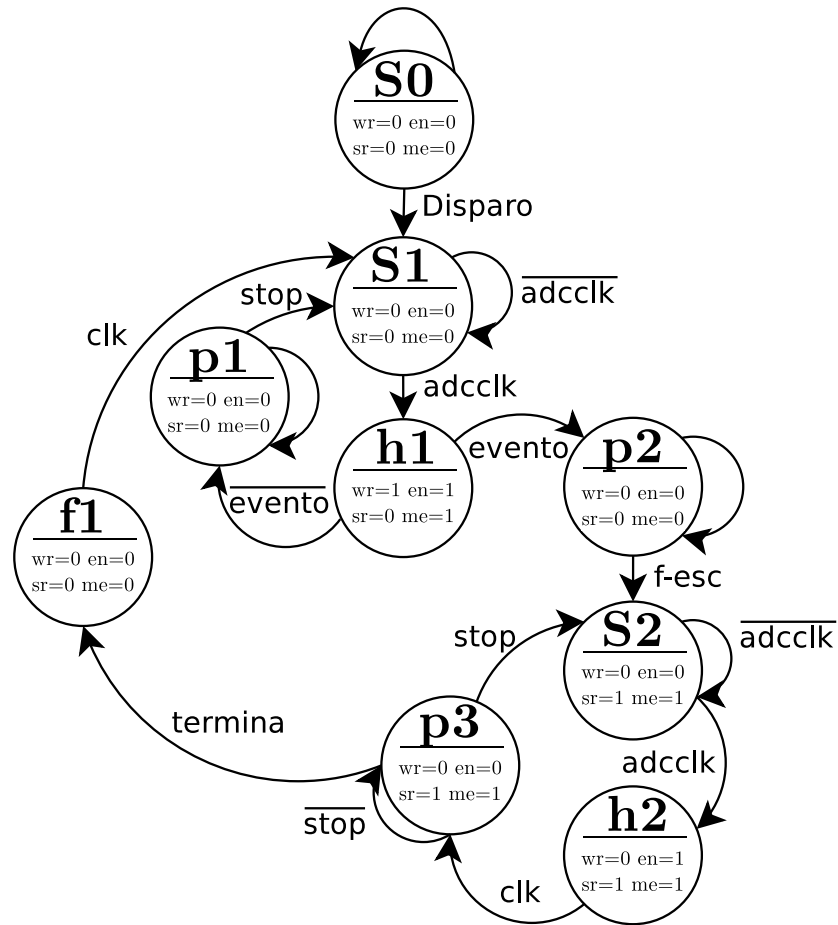 S0
wr=0 en=0
sr=0 me=0
Disparo
S1
wr=0 en=0
sr=0 me=0
adcclk
stop
clk
p1
wr=0 en=0
sr=0 me=0
adcclk
h1
wr=1 en=1
sr=0 me=1
evento
evento
p2
wr=0 en=0
sr=0 me=0
f1
wr=0 en=0
sr=0 me=0
f-esc
S2
wr=0 en=0
sr=1 me=1
adcclk
stop
p3
wr=0 en=0
sr=1 me=1
termina
stop
adcclk
h2
wr=0 en=1
sr=1 me=1
clk